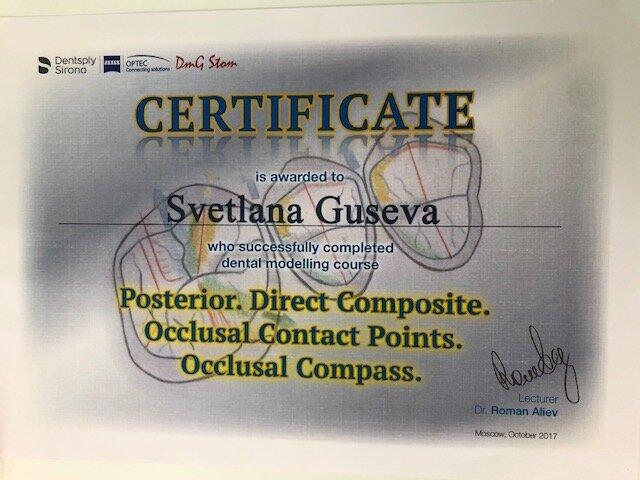 Dentsply
Sirona
ZEISS
OPTEC
Connecting solutions
DmG Stom
CERTIFICATE
is awarded to
Svetlana Guseva
who successfully completed
dental modelling course
Posterior. Direct Composite.
Occlusal Contact Points.
Occlusal Compass.
Lecturer
Dr. Roman Aliev
Moscow, October 2017